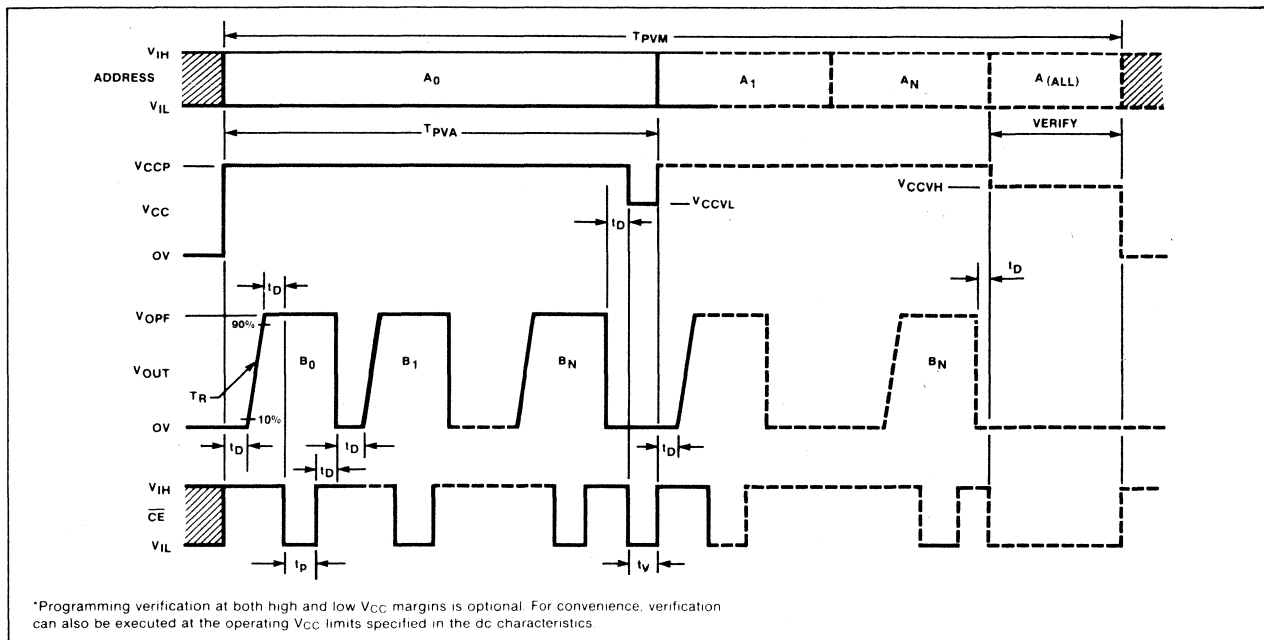 TPVM
VIH
ADDRESS
A0
A1
AN
A(ALL)
VIL
TPVA
VERIFY
VCCP
VCCVH
VCC
tD
VCCVL
OV
tD
tD
VOPF
90%
VOUT
B0
B1
BN
BN
TR
10%
OV
tD
tD
tD
tD
VIH
CE
VIL
tP
tV
*Programming verification at both high and low VCC margins is optional. For convenience, verification
can also be executed at the operating VCC limits specified in the dc characteristics.